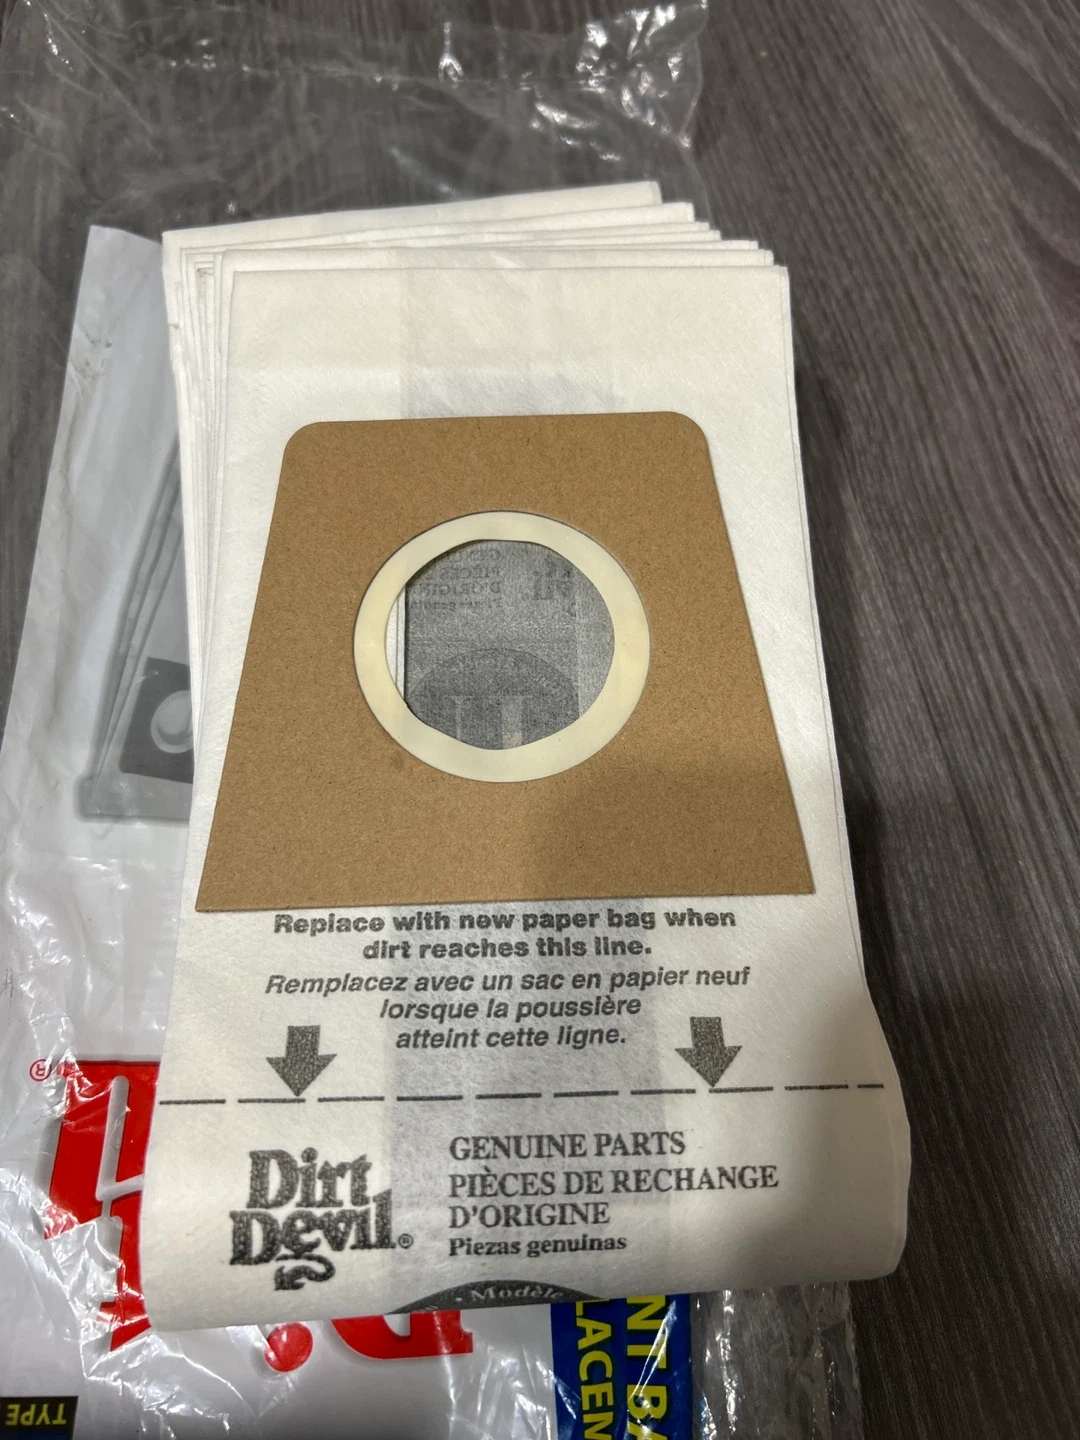 Replace with new paper bag when
dirt reaches this line.
Remplacez avec un sac en papier neuf
lorsque la poussière
atteint cette ligne.
Dirt
Devil®
GENUINE PARTS
PIÈCES DE RECHANGE
D'ORIGINE
Piezas genuinas
Modèle
TYPE